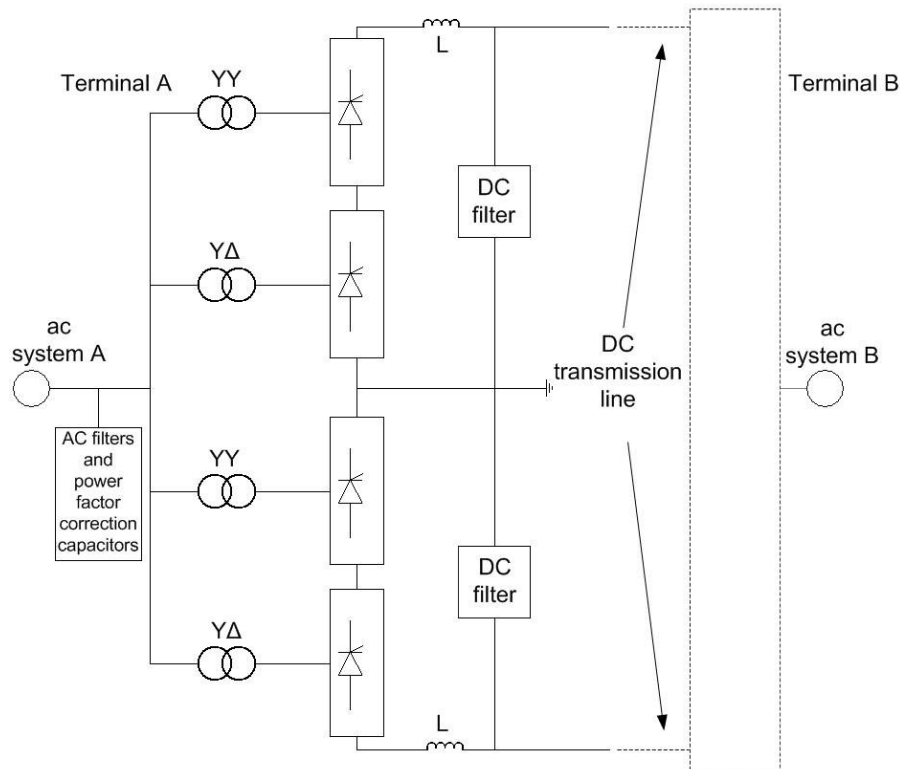 L
YY
Terminal A
Terminal B
DC
filter
YΔ
ac
system A
DC
transmission
line
ac
system B
AC filters
and
power
factor
correction
capacitors
YY
DC
filter
YΔ
L